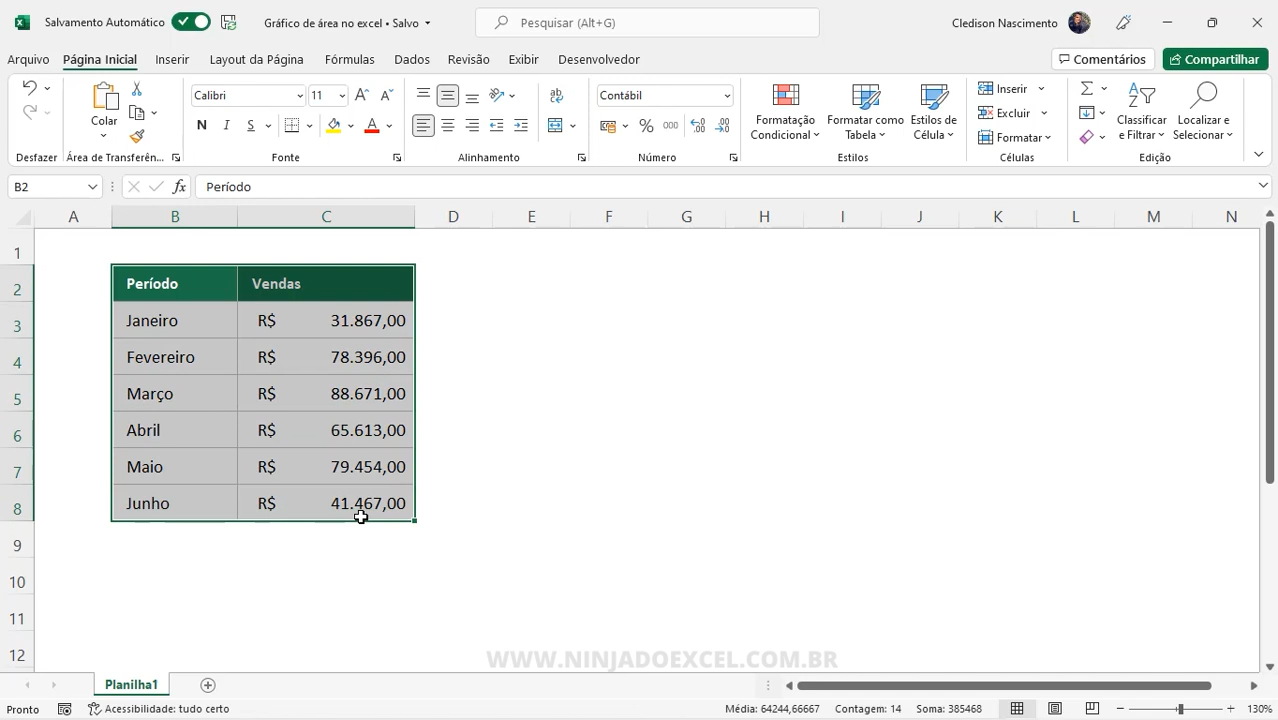 Salvamento Automático
Gráfico de área no excel • Salvo
Pesquisar (Alt+G)
Cledison Nascimento
Arquivo Página Inicial Inserir Layout da Página Fórmulas Dados Revisão Exibir Desenvolvedor Comentários Compartilhar
Colar
Calibri 11
N I S
ab
Contábil
% 000
Formatação Condicional
Formatar como Tabela
Estilos de Célula
Inserir
Excluir
Formatar
Classificar e Filtrar
Localizar e Selecionar
Desfazer Área de Transferên... Fonte Alinhamento Número Estilos Células Edição
B2 fx Período
A B C D E F G H I J K L M N
1
2 Período Vendas
3 Janeiro R$ 31.867,00
4 Fevereiro R$ 78.396,00
5 Março R$ 88.671,00
6 Abril R$ 65.613,00
7 Maio R$ 79.454,00
8 Junho R$ 41.467,00
9
10
11
12
WWW.NINJADOEXCEL.COM.BR
Planilha1
Pronto Acessibilidade: tudo certo Média: 64244,66667 Contagem: 14 Soma: 385468 130%